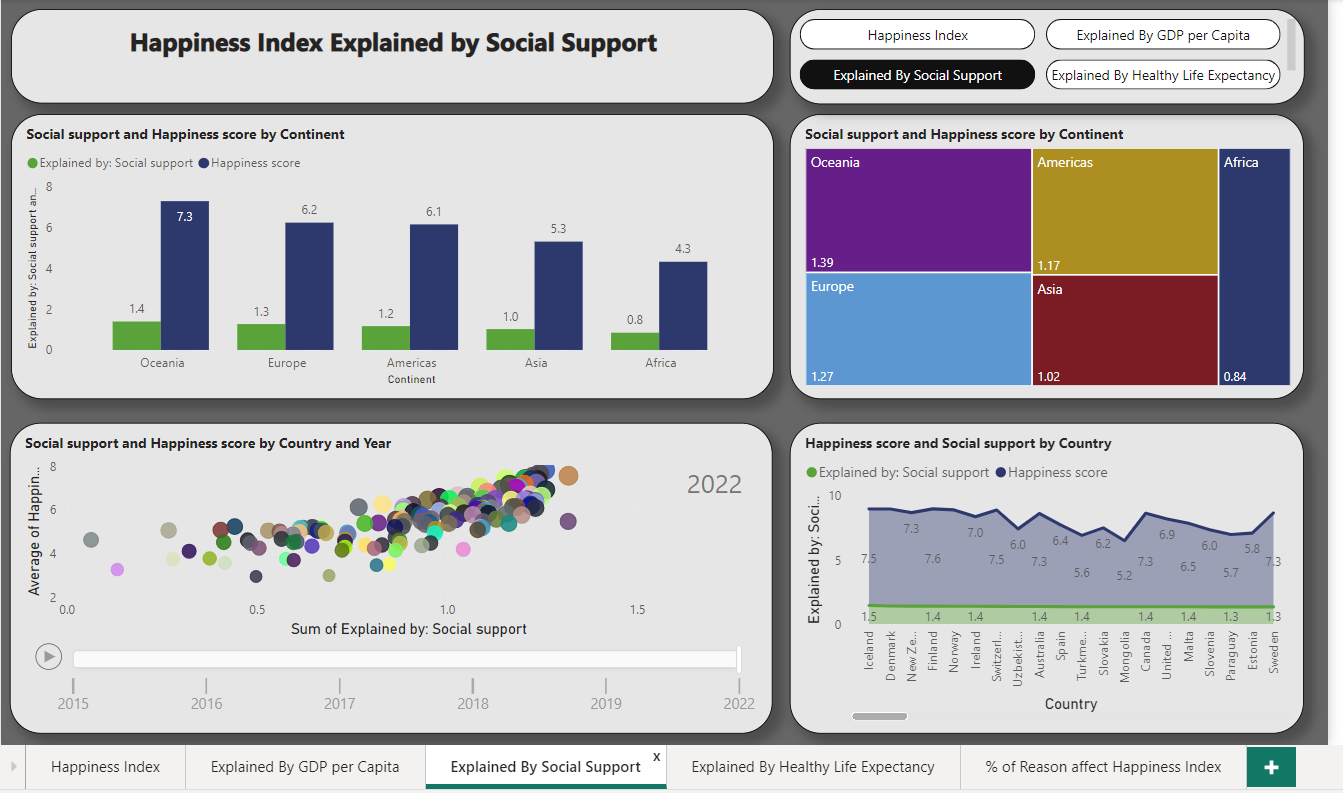 Happiness Index Explained by Social Support
Happiness Index
Explained By GDP per Capita
Explained By Social Support
Explained By Healthy Life Expectancy
Social support and Happiness score by Continent
Explained by: Social support
Happiness score
Explained by: Social support an...
8
6
4
2
0
1.4
7.3
1.3
6.2
1.2
6.1
1.0
5.3
0.8
4.3
Oceania
Europe
Americas
Asia
Africa
Continent
Social support and Happiness score by Continent
Oceania
1.39
Europe
1.27
Americas
1.17
Asia
1.02
Africa
0.84
Social support and Happiness score by Country and Year
Average of Happin...
8
6
4
2
2022
0.0
0.5
1.0
1.5
Sum of Explained by: Social support
2015
2016
2017
2018
2019
2022
Happiness score and Social support by Country
Explained by: Social support
Happiness score
Explained by: Soci...
10
5
0
7.5
7.3
7.6
7.0
7.5
6.0
7.3
6.4
5.6
6.2
5.2
7.3
6.9
6.5
6.0
5.7
5.8
7.3
1.5
1.4
1.4
1.4
1.4
1.4
1.4
1.3
1.3
Iceland
Denmark
New Ze...
Finland
Norway
Ireland
Switzerl...
Uzbekist...
Australia
Spain
Turkme...
Slovakia
Mongolia
Canada
United ...
Malta
Slovenia
Paraguay
Estonia
Sweden
Country
Happiness Index
Explained By GDP per Capita
Explained By Social Support
X
Explained By Healthy Life Expectancy
% of Reason affect Happiness Index
+